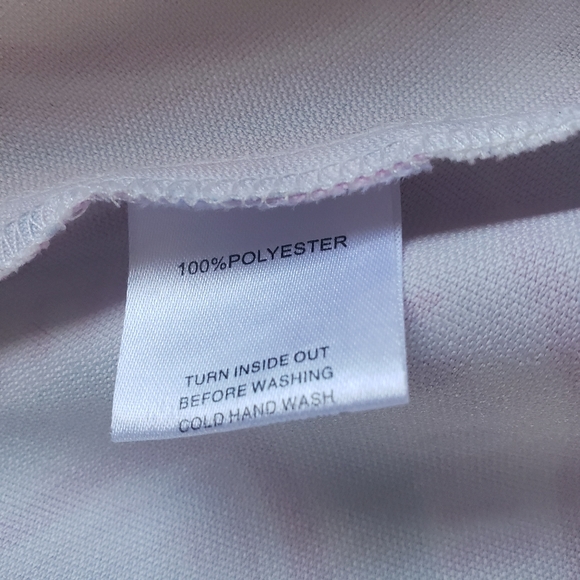 100%POLYESTER
TURN INSIDE OUT
BEFORE WASHING
COLD HAND WASH